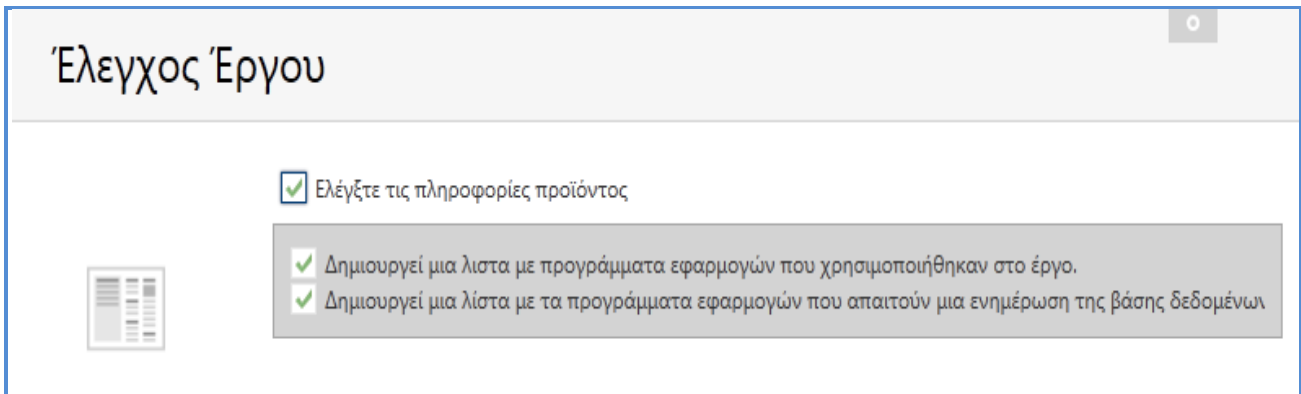 Έλεγχος Έργου
Ελέγξτε τις πληροφορίες προϊόντος
Δημιουργεί μια λιστα με προγράμματα εφαρμογών που χρησιμοποιήθηκαν στο έργο.
Δημιουργεί μια λίστα με τα προγράμματα εφαρμογών που απαιτούν μια ενημέρωση της βάσης δεδομένων